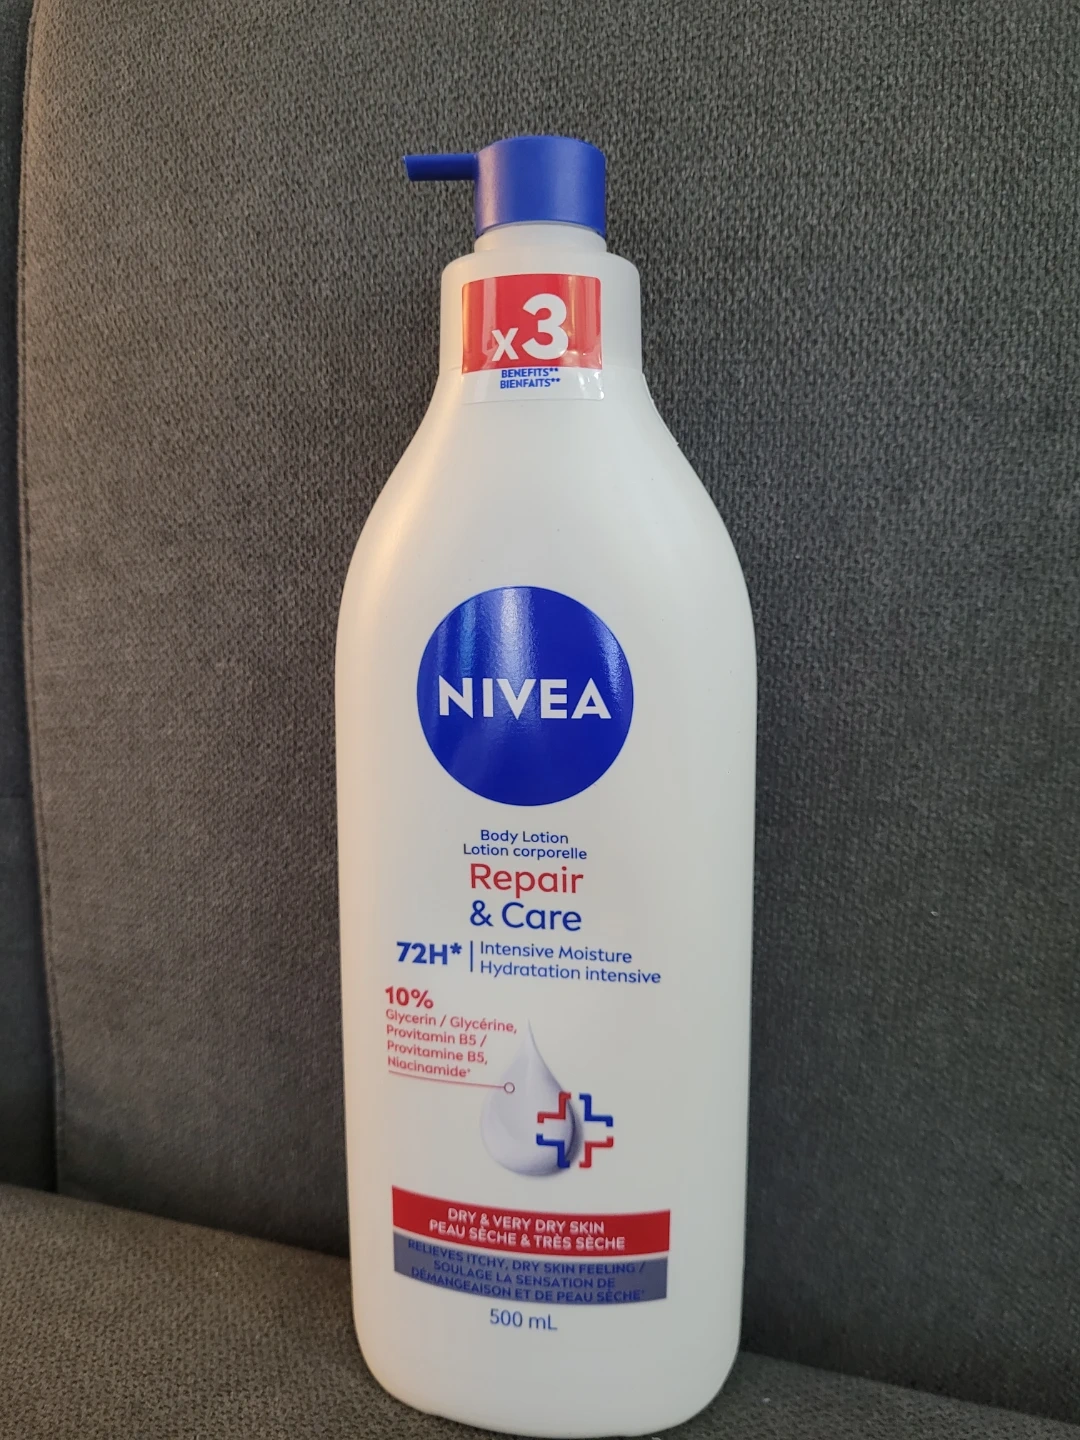 x3
BENEFITS**
BIENFAITS**
NIVEA
Body Lotion
Lotion corporelle
Repair
& Care
72H* | Intensive Moisture
Hydratation intensive
10%
Glycerin / Glycérine,
Provitamin B5 /
Provitamine B5,
Niacinamide⁺
DRY & VERY DRY SKIN
PEAU SÈCHE & TRÈS SÈCHE
RELIEVES ITCHY, DRY SKIN FEELING /
SOULAGE LA SENSATION DE
DÉMANGEAISON ET DE PEAU SÈCHE⁺
500 mL